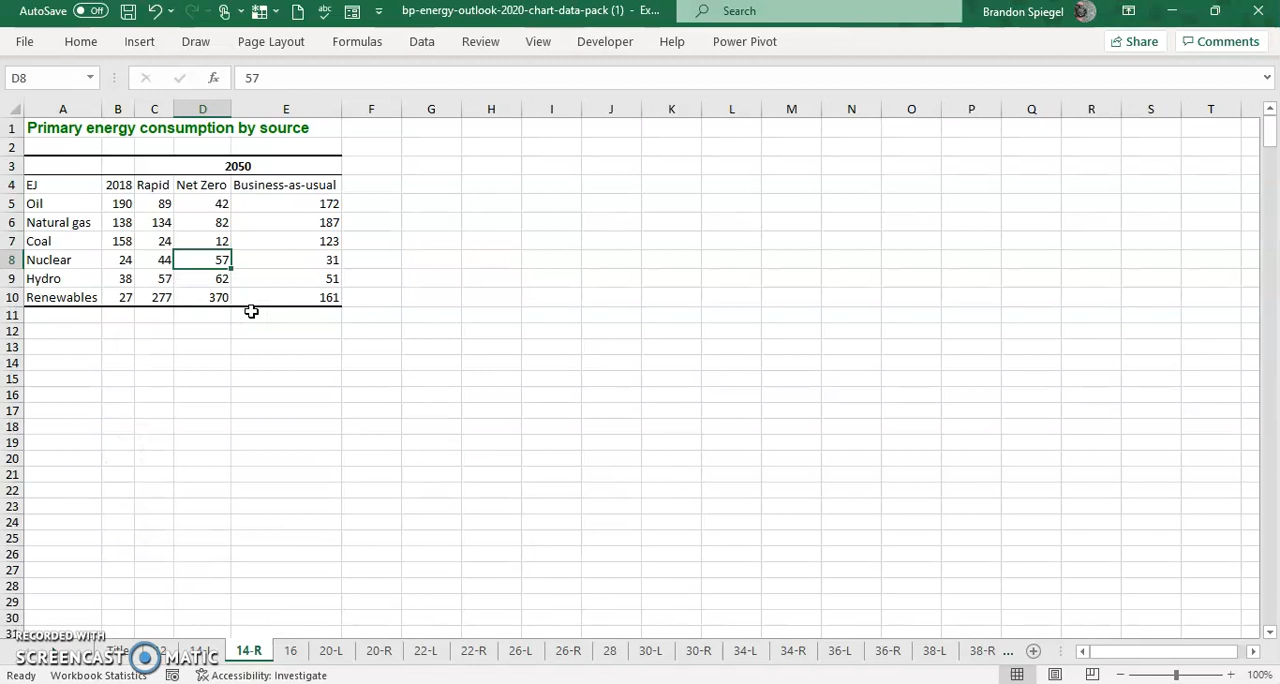 AutoSave Off bp-energy-outlook-2020-chart-data-pack (1) - Ex... Search Brandon Spiegel
File Home Insert Draw Page Layout Formulas Data Review View Developer Help Power Pivot Share Comments
D8 fx 57
A B C D E F G H I J K L M N O P Q R S T
1 Primary energy consumption by source
2
3 2050
4 EJ 2018 Rapid Net Zero Business-as-usual
5 Oil 190 89 42 172
6 Natural gas 138 134 82 187
7 Coal 158 24 12 123
8 Nuclear 24 44 57 31
9 Hydro 38 57 62 51
10 Renewables 27 277 370 161
11
12
13
14
15
16
17
18
19
20
21
22
23
24
25
26
27
28
29
30
31
RECORDED WITH
SCREENCAST MATIC
14-R 16 20-L 20-R 22-L 22-R 26-L 26-R 28 30-L 30-R 34-L 34-R 36-L 36-R 38-L 38-R ...
Ready Workbook Statistics Accessibility: Investigate 100%